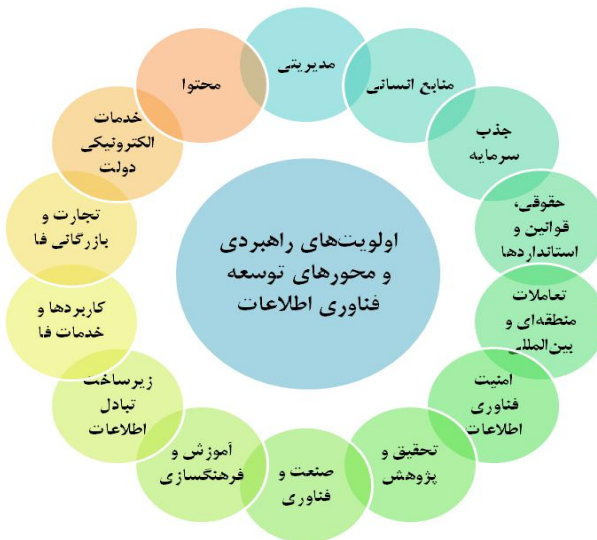 اولویت‌های راهبردی
و محورهای توسعه
فناوری اطلاعات
مدیریتی
منابع انسانی
جذب
سرمایه
حقوقی،
قوانین و
استانداردها
تعاملات
منطقه‌ای و
بین‌المللی
امنیت
فناوری
اطلاعات
تحقیق و
پژوهش
صنعت و
فناوری
آموزش و
فرهنگسازی
زیرساخت
تبادل
اطلاعات
کاربردها و
خدمات فا
تجارت و
بازرگانی فا
خدمات
الکترونیکی
دولت
محتوا